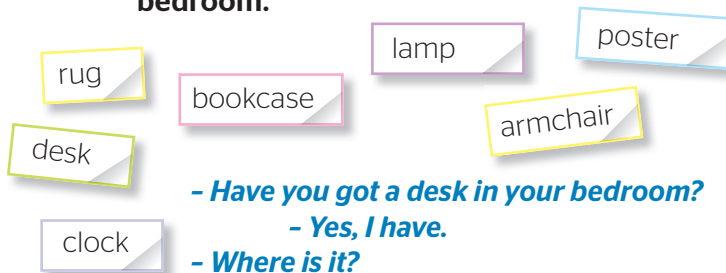 bedroom.
lamp
poster
rug
bookcase
armchair
desk
– Have you got a desk in your bedroom?
– Yes, I have.
clock
– Where is it?